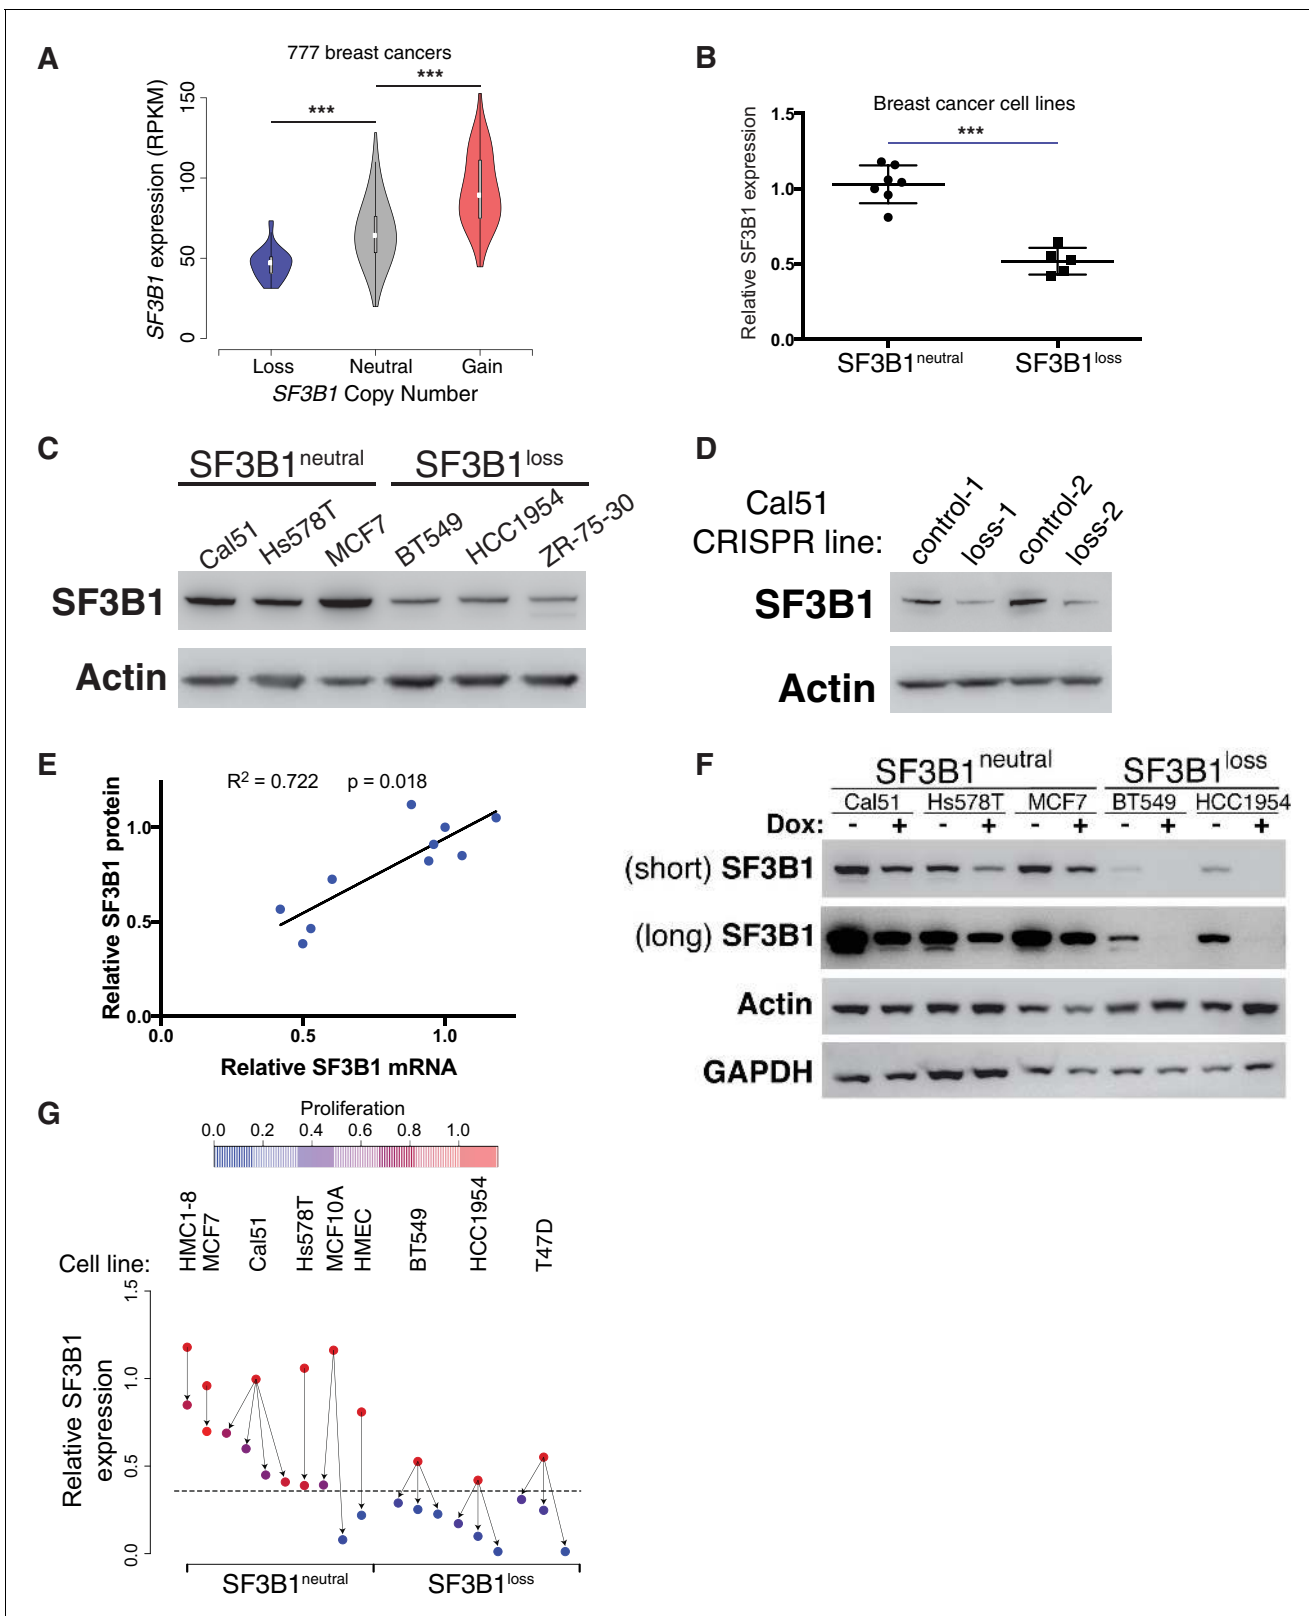 A
777 breast cancers
***
***
SF3B1 expression (RPKM)
150
100
50
0
Loss Neutral Gain
SF3B1 Copy Number
B
Breast cancer cell lines
***
Relative SF3B1 expression
1.5
1.0
0.5
0.0
SF3B1neutral SF3B1loss
C
SF3B1neutral SF3B1loss
Cal51 Hs578T MCF7 BT549 HCC1954 ZR-75-30
SF3B1
Actin
D
Cal51
CRISPR line:
control-1 loss-1 control-2 loss-2
SF3B1
Actin
E
R2 = 0.722 p = 0.018
Relative SF3B1 protein
1.0
0.5
0.0
0.0 0.5 1.0
Relative SF3B1 mRNA
F
SF3B1neutral SF3B1loss
Cal51 Hs578T MCF7 BT549 HCC1954
Dox: - + - + - + - + - +
(short) SF3B1
(long) SF3B1
Actin
GAPDH
G
Proliferation
0.0 0.2 0.4 0.6 0.8 1.0
Cell line: HMC1-8 MCF7 Cal51 Hs578T MCF10A HMEC BT549 HCC1954 T47D
Relative SF3B1
expression
1.5
1.0
0.5
0.0
SF3B1neutral SF3B1loss